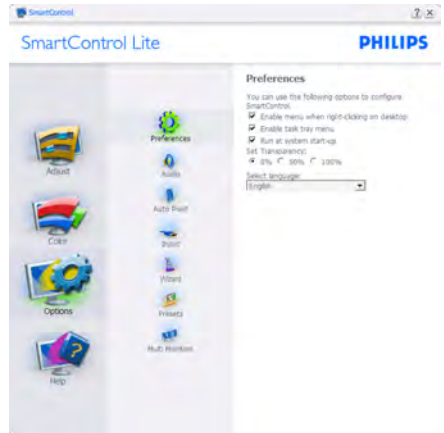 SmartControl
SmartControl Lite
PHILIPS
Adjust
Color
Options
Help
Preferences
Audio
Auto Pivot
Input
Wizard
Presets
Multi Monitors
Preferences
You can use the following options to configure
SmartControl.
Enable menu when right-clicking on desktop
Enable task tray menu
Run at system start-up
Set Transparency:
0% 50% 100%
Select language:
English